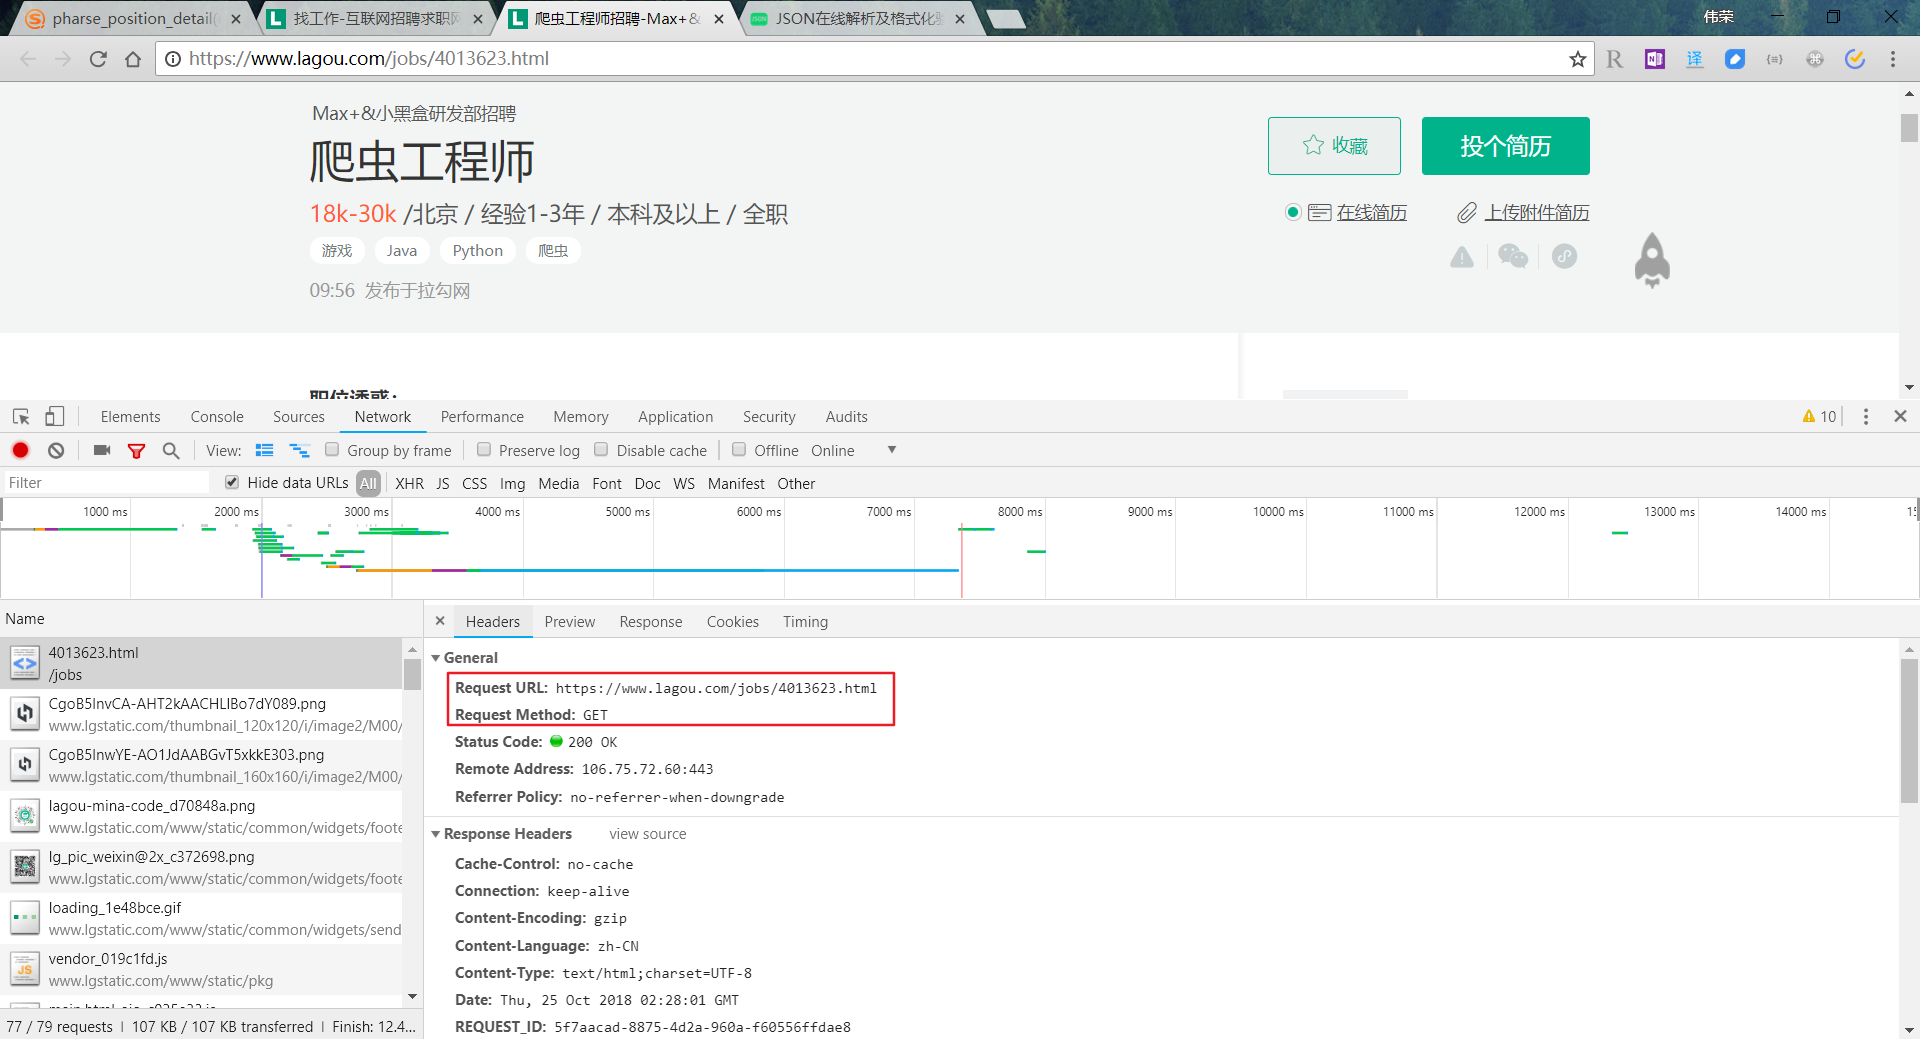 pharse_position_detail(
找工作-互联网招聘求职网
爬虫工程师招聘-Max+&
JSON在线解析及格式化验
伟荣
https://www.lagou.com/jobs/4013623.html
Max+&小黑盒研发部招聘
爬虫工程师
18k-30k /北京 / 经验1-3年 / 本科及以上 / 全职
游戏 Java Python 爬虫
09:56 发布于拉勾网
收藏 投个简历
在线简历 上传附件简历
职位诱惑:
Elements Console Sources Network Performance Memory Application Security Audits 10
View: Group by frame Preserve log Disable cache Offline Online
Filter Hide data URLs All XHR JS CSS Img Media Font Doc WS Manifest Other
1000 ms 2000 ms 3000 ms 4000 ms 5000 ms 6000 ms 7000 ms 8000 ms 9000 ms 10000 ms 11000 ms 12000 ms 13000 ms 14000 ms
Name
4013623.html
/jobs
CgoB5lnvCA-AHT2kAACHLIBo7dY089.png
www.lgstatic.com/thumbnail_120x120/i/image2/M00/
CgoB5lnwYE-AO1JdAABGvT5xkkE303.png
www.lgstatic.com/thumbnail_160x160/i/image2/M00/
lagou-mina-code_d70848a.png
www.lgstatic.com/www/static/common/widgets/foote
lg_pic_weixin@2x_c372698.png
www.lgstatic.com/www/static/common/widgets/foote
loading_1e48bce.gif
www.lgstatic.com/www/static/common/widgets/send
vendor_019c1fd.js
www.lgstatic.com/www/static/pkg
77 / 79 requests | 107 KB / 107 KB transferred | Finish: 12.4...
Headers Preview Response Cookies Timing
General
Request URL: https://www.lagou.com/jobs/4013623.html
Request Method: GET
Status Code: 200 OK
Remote Address: 106.75.72.60:443
Referrer Policy: no-referrer-when-downgrade
Response Headers view source
Cache-Control: no-cache
Connection: keep-alive
Content-Encoding: gzip
Content-Language: zh-CN
Content-Type: text/html;charset=UTF-8
Date: Thu, 25 Oct 2018 02:28:01 GMT
REQUEST_ID: 5f7aacad-8875-4d2a-960a-f60556ffdae8